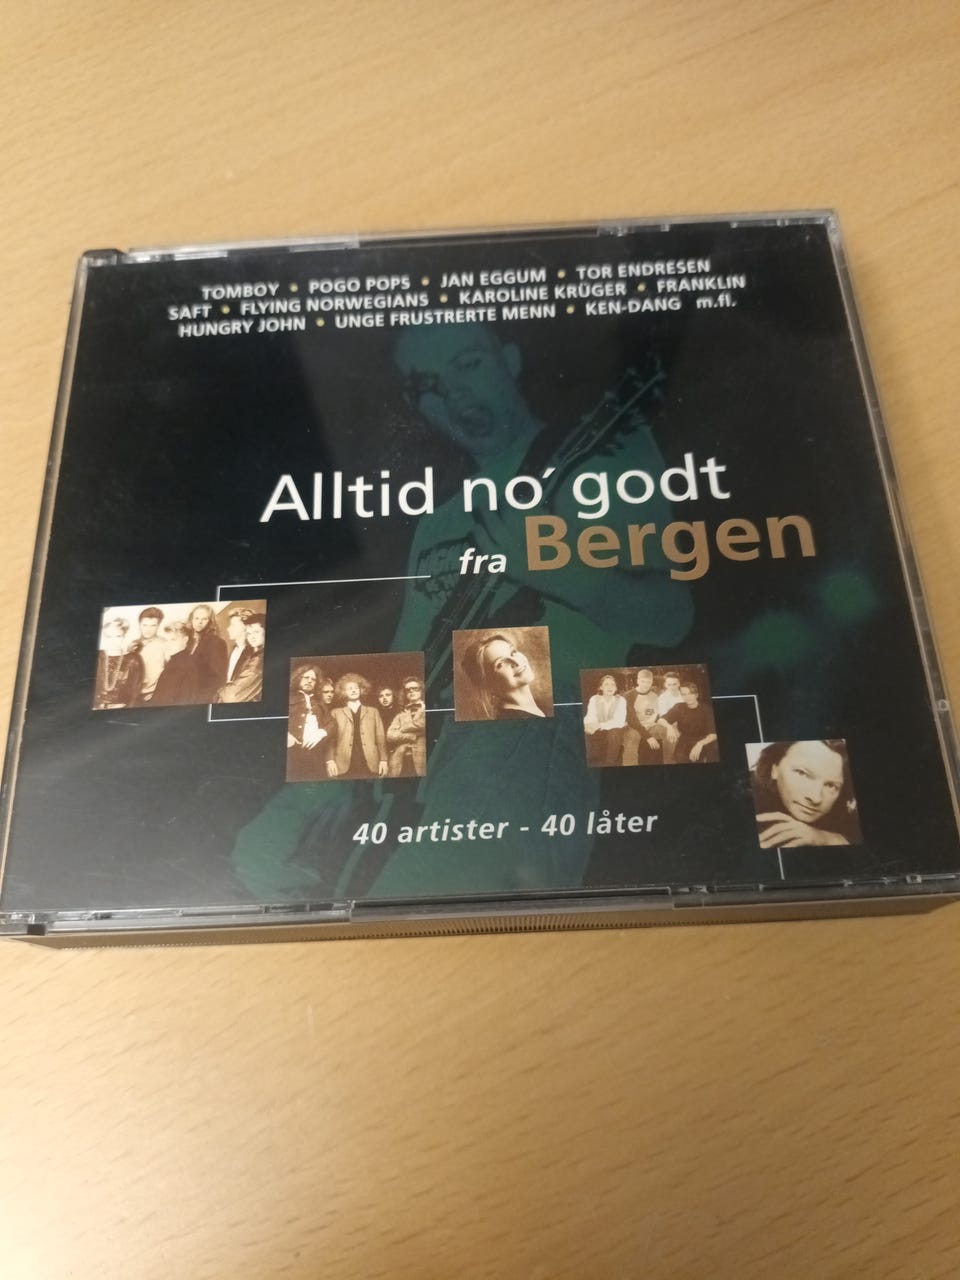 TOMBOY • POGO POPS • JAN EGGUM • TOR ENDRESEN
SAFT • FLYING NORWEGIANS • KAROLINE KRÜGER • FRANKLIN
HUNGRY JOHN • UNGE FRUSTRERTE MENN • KEN-DANG m.fl.
Alltid no' godt
fra Bergen
40 artister - 40 låter